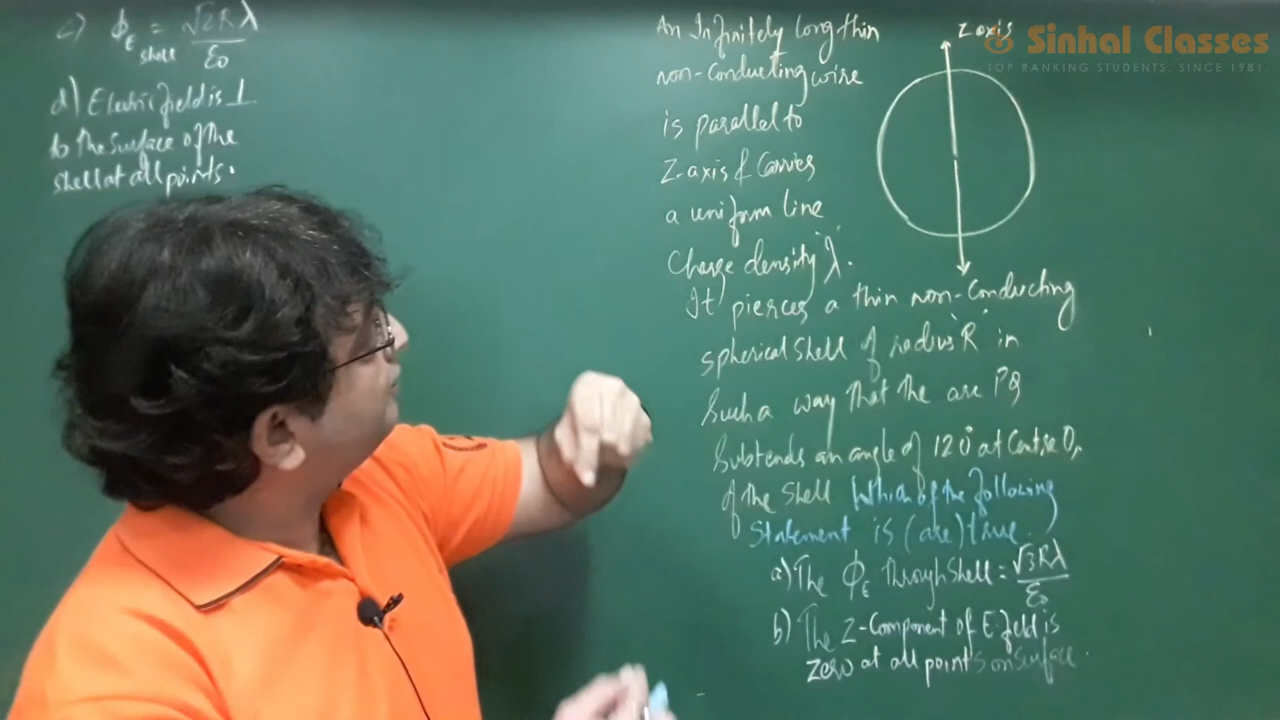 c) ϕE shell = √2Rλ/ε0
d) Electric field is ⊥
to the surface of the
shell at all points.
An Infinitely long thin
non-Conducting wire
is parallel to
Z-axis & Carries
a uniform line
Charge density 'λ'.
It pierces a thin non-Conducting
spherical shell of radius 'R' in
Such a way that the arc PQ
Subtends an angle of 120° at Centre O,
of the shell Which of the following
Statement is (are) true.
a) The ϕE Through Shell = √3Rλ/ε0
b) The Z-Component of E.field is
zero at all points on surface.
Z axis
Sinhal Classes
TOP RANKING STUDENTS, SINCE 1981.